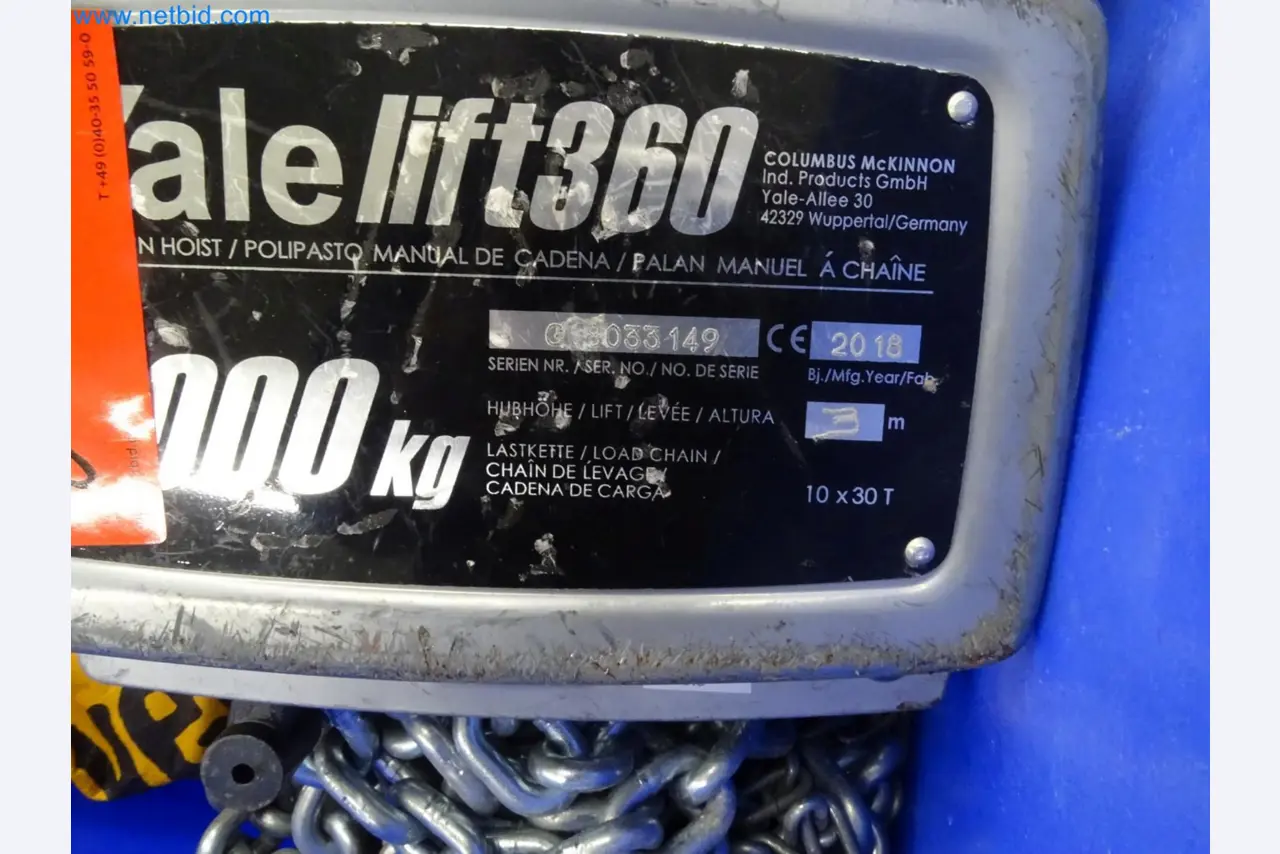 www.netbid.com
T +49 (0)40-35 50 59-0
Yale lift360
COLUMBUS McKINNON
Ind. Products GmbH
Yale-Allee 30
42329 Wuppertal/Germany
N HOIST / POLIPASTO MANUAL DE CADENA / PALAN MANUEL Á CHAÎNE
033149 CE 2018
SERIEN NR. / SER. NO./ NO. DE SERIE
Bj./Mfg.Year/Fab.
HUBHÖHE / LIFT / LEVÉE / ALTURA 3 m
000 kg
LASTKETTE / LOAD CHAIN /
CHAÎN DE LEVAGE/
CADENA DE CARGA
10 x 30 T